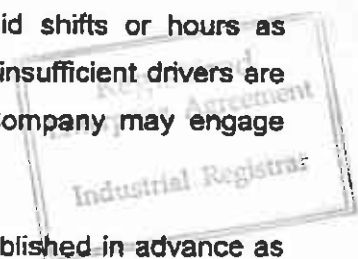 id shifts or hours as
insufficient drivers are
Registered
Enterprise Agreement
ompany may engage
Industrial Registrar
blished in advance as